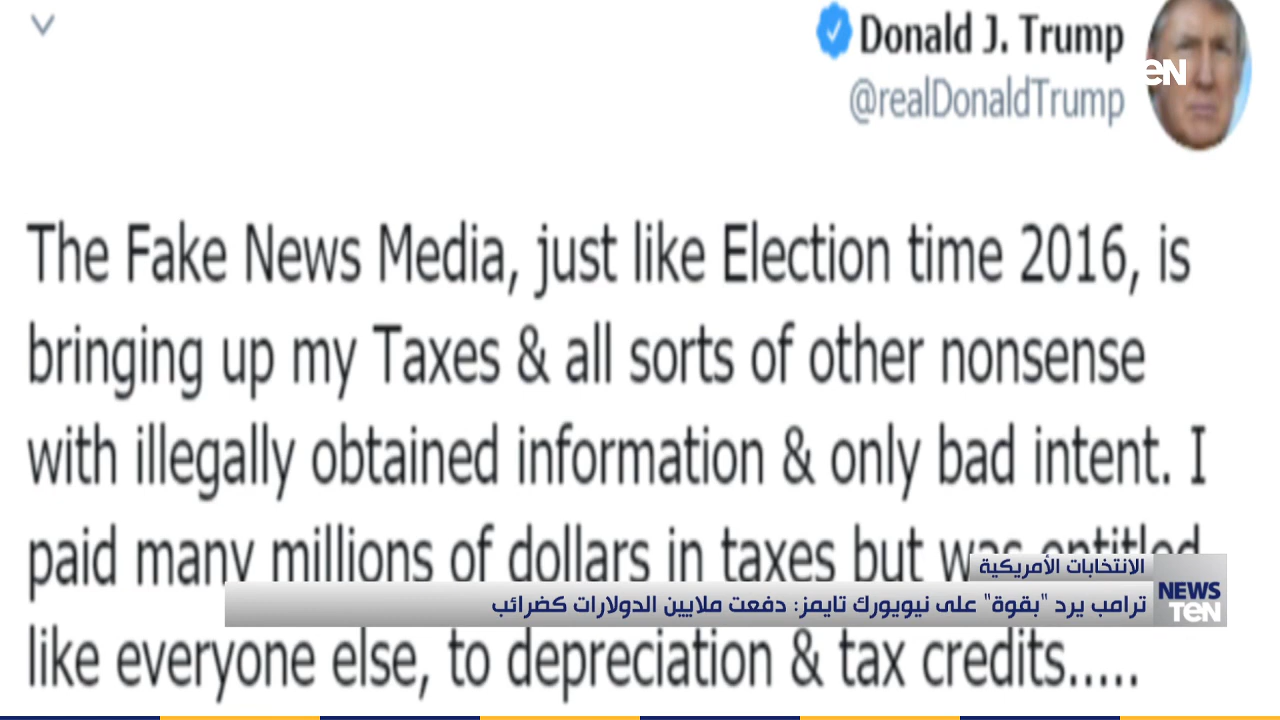 Donald J. Trump
@realDonaldTrump
eN
The Fake News Media, just like Election time 2016, is
bringing up my Taxes & all sorts of other nonsense
with illegally obtained information & only bad intent. I
paid many millions of dollars in taxes but was entitled,
like everyone else, to depreciation & tax credits.....
الانتخابات الأمريكية
ترامب يرد "بقوة" على نيويورك تايمز: دفعت ملايين الدولارات كضرائب
NEWS
TeN